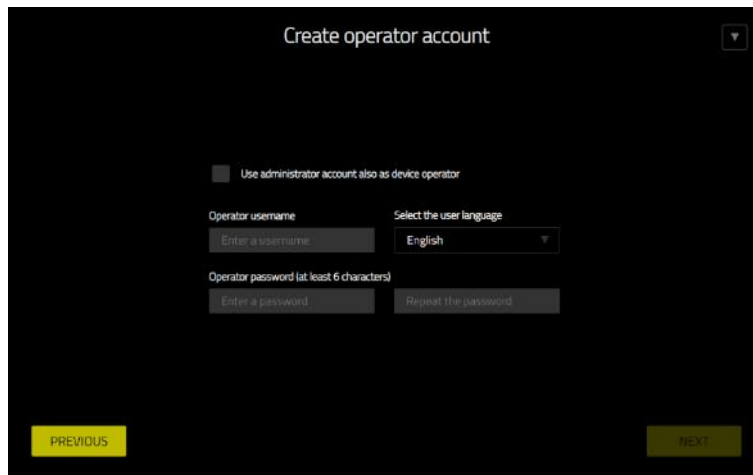 Create operator account
Use administrator account also as device operator
Operator username
Select the user language
Enter a username
English
Operator password (at least 6 characters)
Enter a password
Repeat the password
PREVIOUS
NEXT